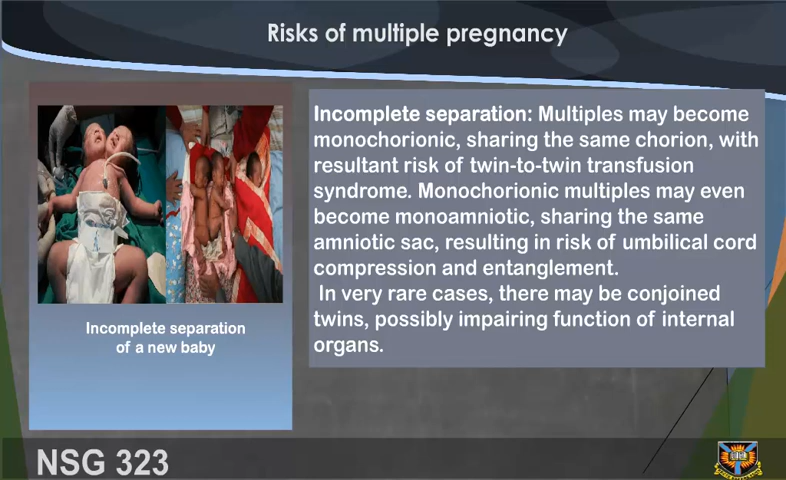 Risks of multiple pregnancy
Incomplete separation: Multiples may become
monochorionic, sharing the same chorion, with
resultant risk of twin-to-twin transfusion
syndrome. Monochorionic multiples may even
become monoamniotic, sharing the same
amniotic sac, resulting in risk of umbilical cord
compression and entanglement.
In very rare cases, there may be conjoined
twins, possibly impairing function of internal
organs.
Incomplete separation
of a new baby
NSG 323